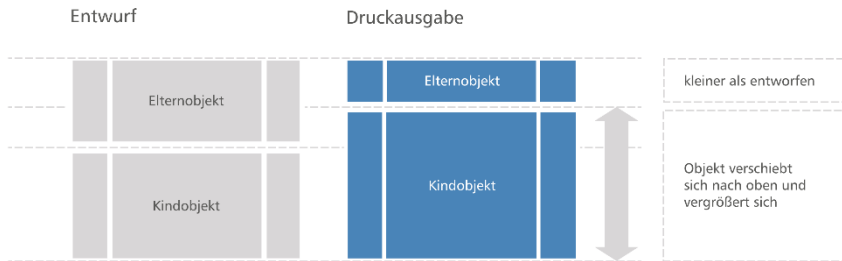 Entwurf
Druckausgabe
Elternobjekt
Elternobjekt
kleiner als entworfen
Kindobjekt
Kindobjekt
Objekt verschiebt
sich nach oben und
vergrößert sich